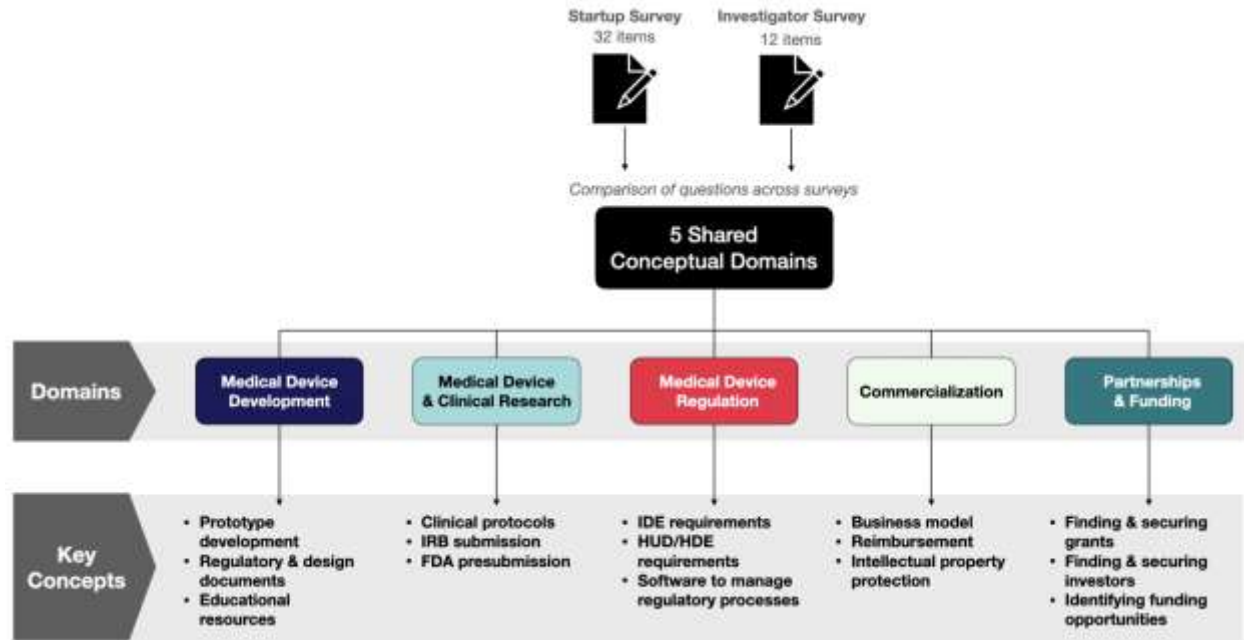 Startup Survey
32 items
Investigator Survey
12 items
Comparison of questions across surveys
5 Shared
Conceptual Domains
Domains
Medical Device
Development
Medical Device
& Clinical Research
Medical Device
Regulation
Commercialization
Partnerships
& Funding
Key
Concepts
• Prototype
development
• Regulatory & design
documents
• Educational
resources
• Clinical protocols
• IRB submission
• FDA presubmission
• IDE requirements
• HUD/HDE
requirements
• Software to manage
regulatory processes
• Business model
• Reimbursement
• Intellectual property
protection
• Finding & securing
grants
• Finding & securing
investors
• Identifying funding
opportunities